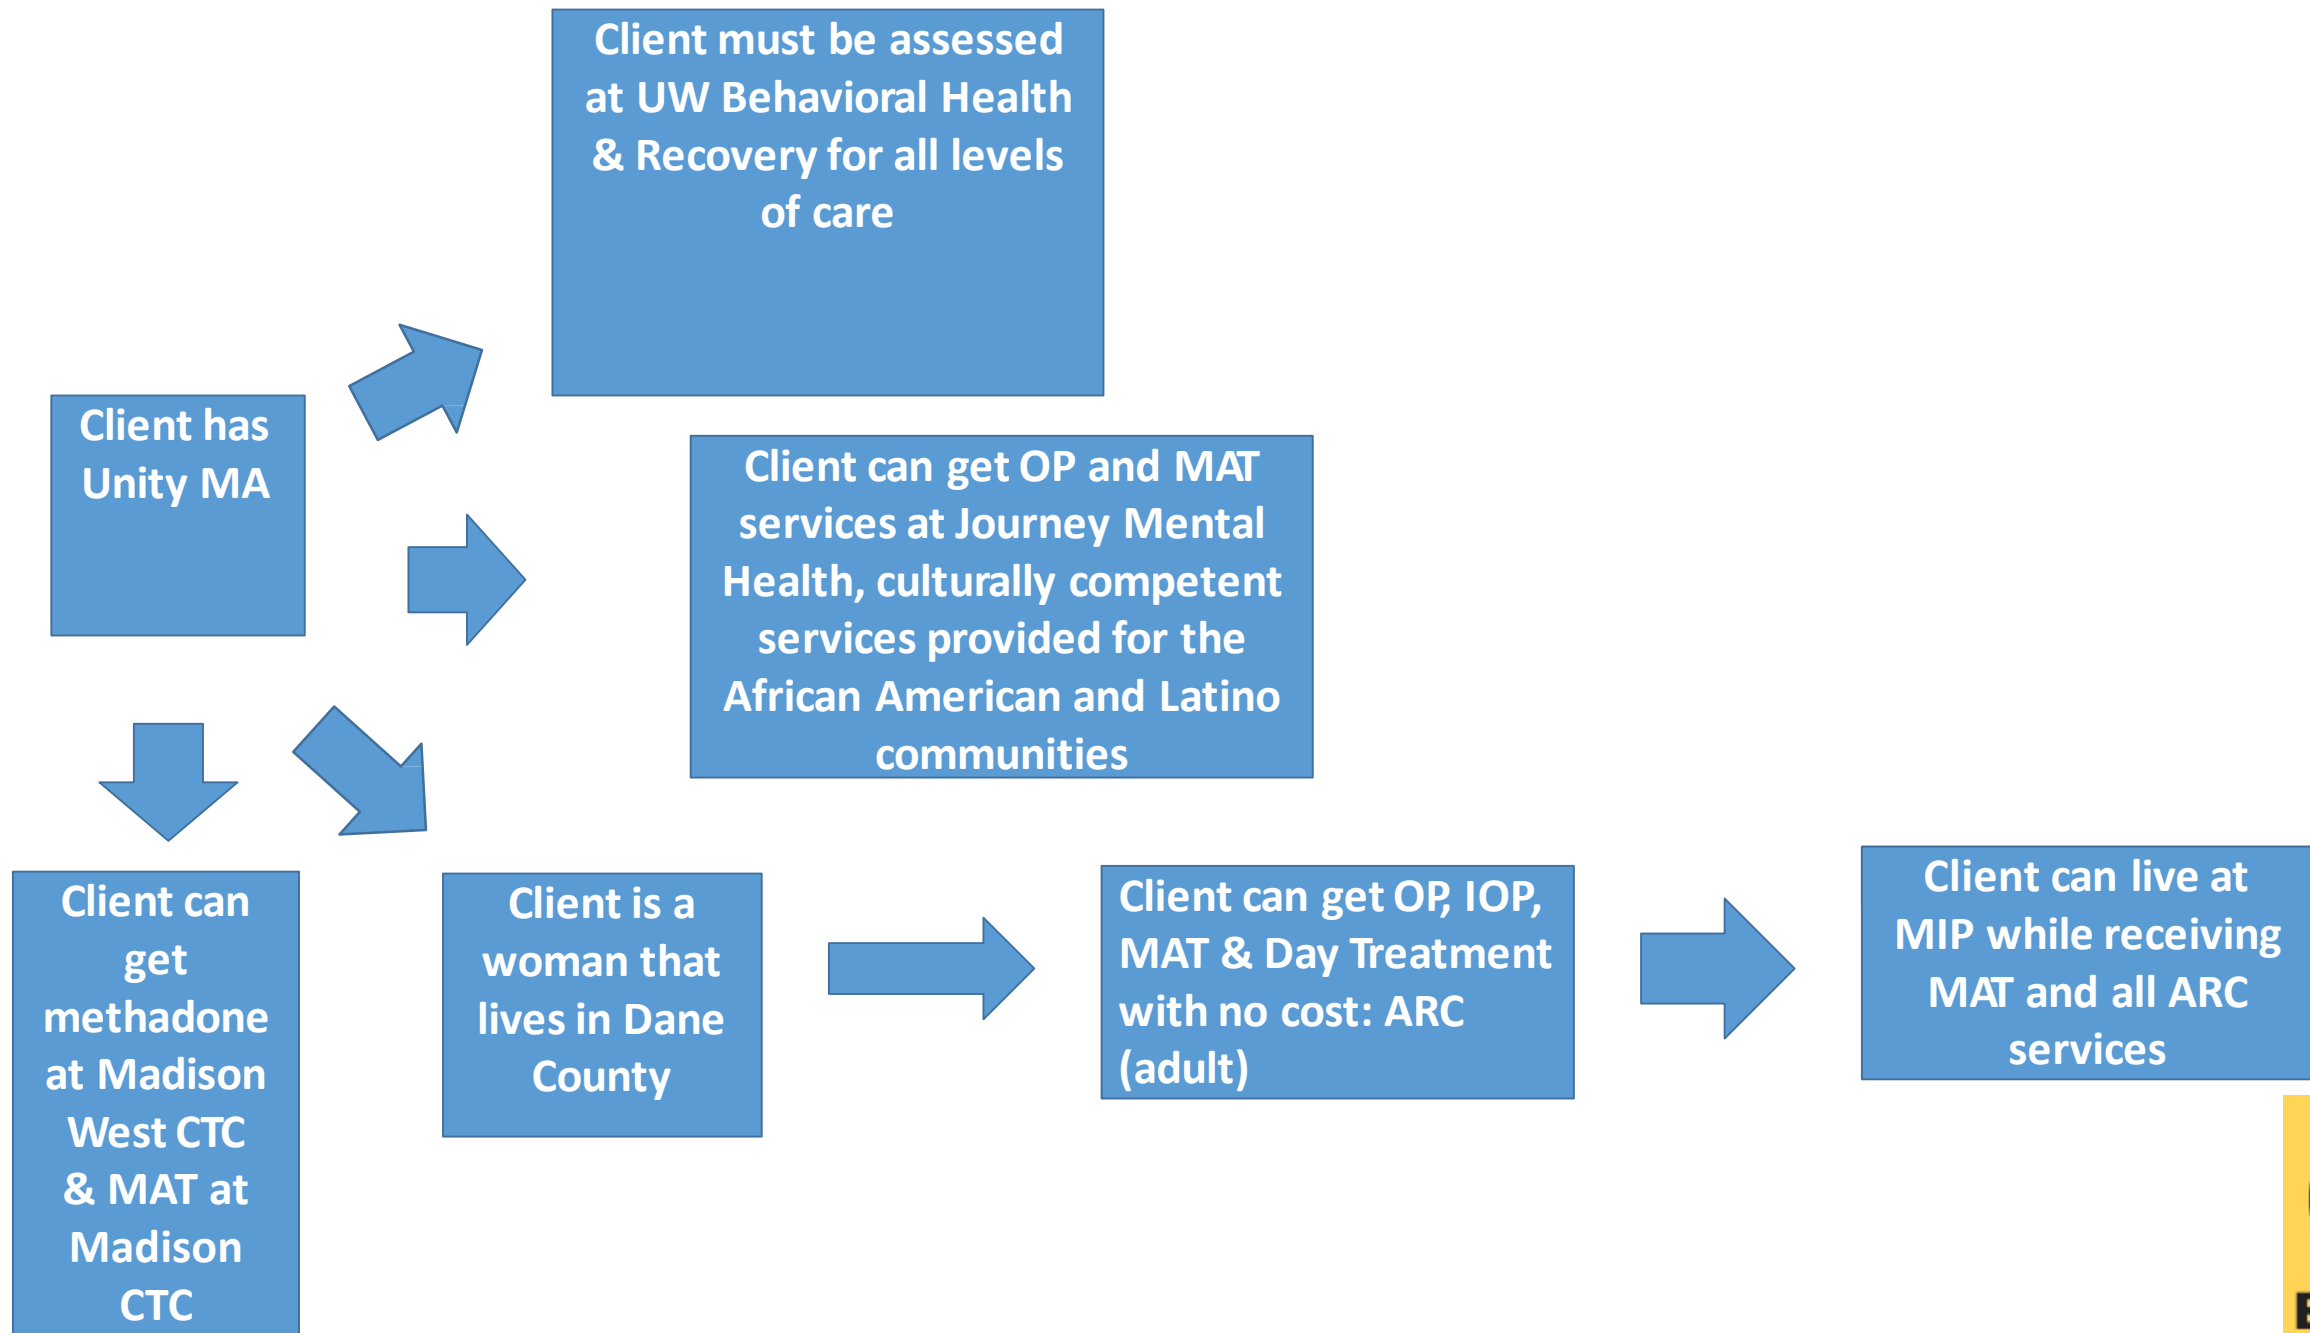 Client must be assessed
at UW Behavioral Health
& Recovery for all levels
of care
Client has
Unity MA
Client can get OP and MAT
services at Journey Mental
Health, culturally competent
services provided for the
African American and Latino
communities
Client can
get
methadone
at Madison
West CTC
& MAT at
Madison
CTC
Client is a
woman that
lives in Dane
County
Client can get OP, IOP,
MAT & Day Treatment
with no cost: ARC
(adult)
Client can live at
MIP while receiving
MAT and all ARC
services